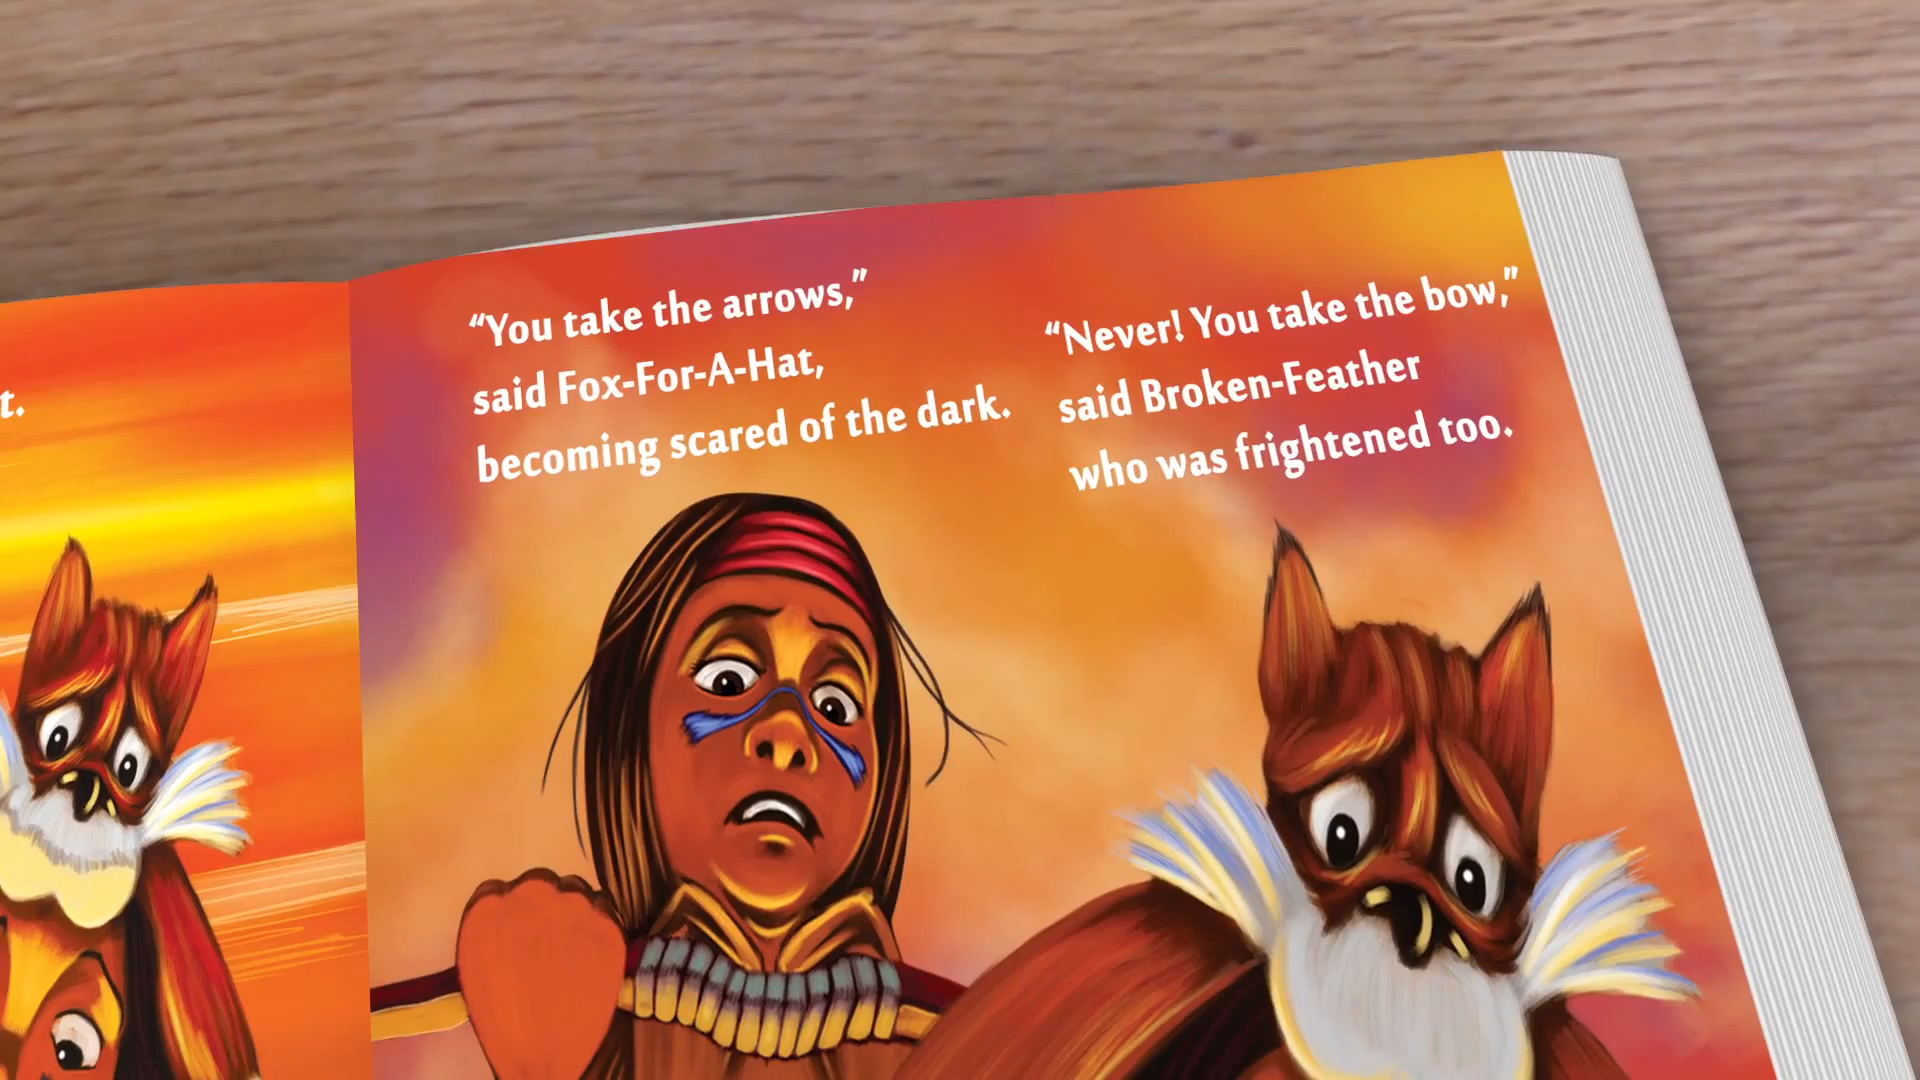 t.
“You take the arrows,”
said Fox-For-A-Hat,
becoming scared of the dark.
“Never! You take the bow,”
said Broken-Feather
who was frightened too.